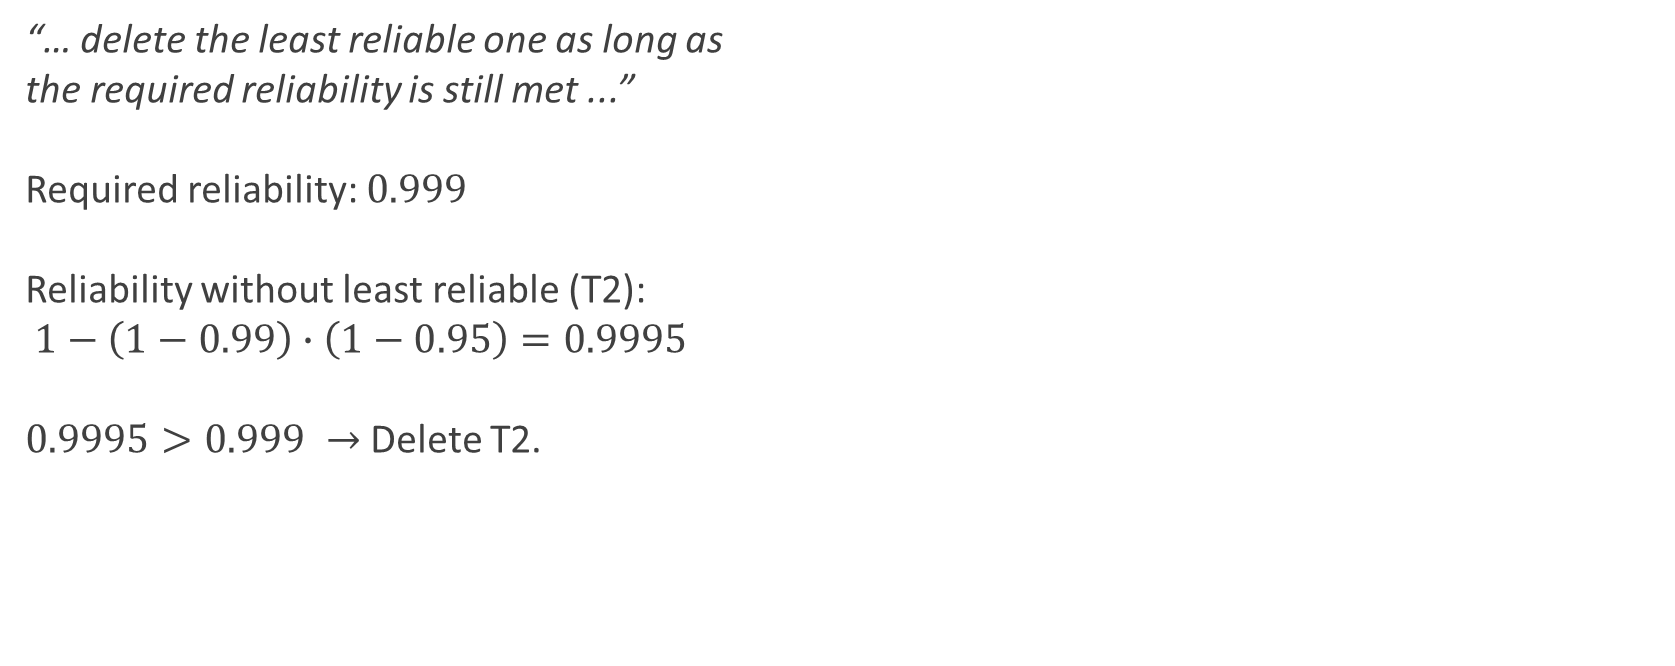 “… delete the least reliable one as long as
the required reliability is still met …”
Required reliability: 0.999
Reliability without least reliable (T2):
1 − (1 − 0.99) · (1 − 0.95) = 0.9995
0.9995 > 0.999 → Delete T2.